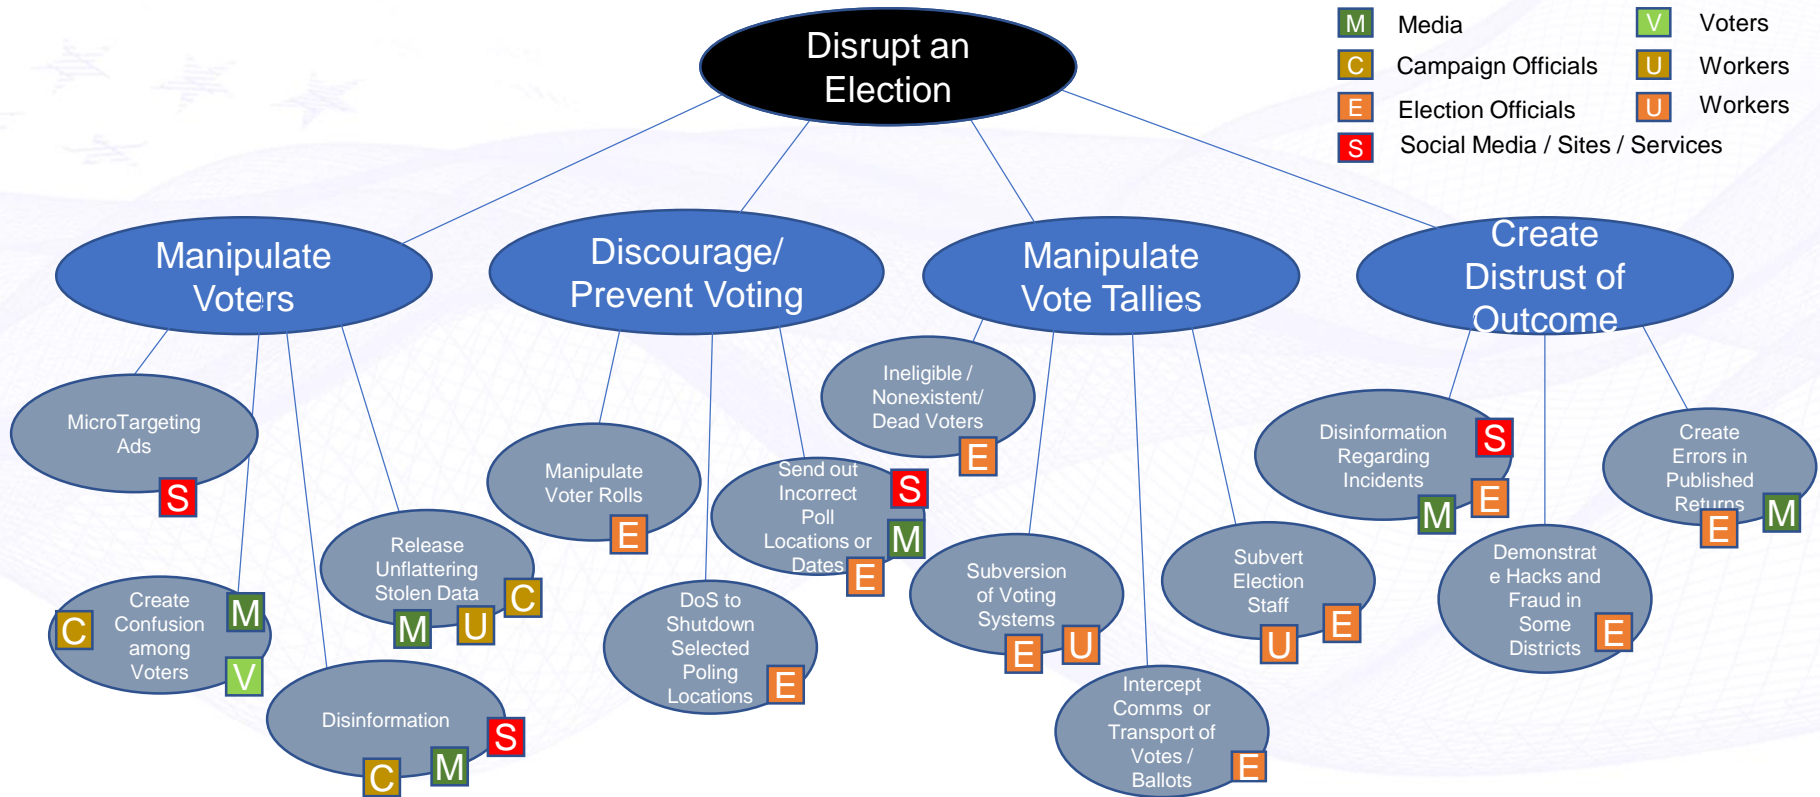 Disrupt an
Election
M Media
V Voters
C Campaign Officials
U Workers
E Election Officials
U Workers
S Social Media / Sites / Services
Manipulate
Voters
Discourage/
Prevent Voting
Manipulate
Vote Tallies
Create
Distrust of
Outcome
MicroTargeting
Ads
S
Create
Confusion
among
Voters
C
M
V
Disinformation
C
M
S
Release
Unflattering
Stolen Data
M
U
C
Manipulate
Voter Rolls
E
DoS to
Shutdown
Selected
Poling
Locations
E
Send out
Incorrect
Poll
Locations or
Dates
S
M
E
Ineligible /
Nonexistent/
Dead Voters
E
Subversion
of Voting
Systems
E
U
Intercept
Comms or
Transport of
Votes /
Ballots
E
Subvert
Election
Staff
U
E
Disinformation
Regarding
Incidents
S
M
E
Demonstrat
e Hacks and
Fraud in
Some
Districts
E
Create
Errors in
Published
Returns
E
M